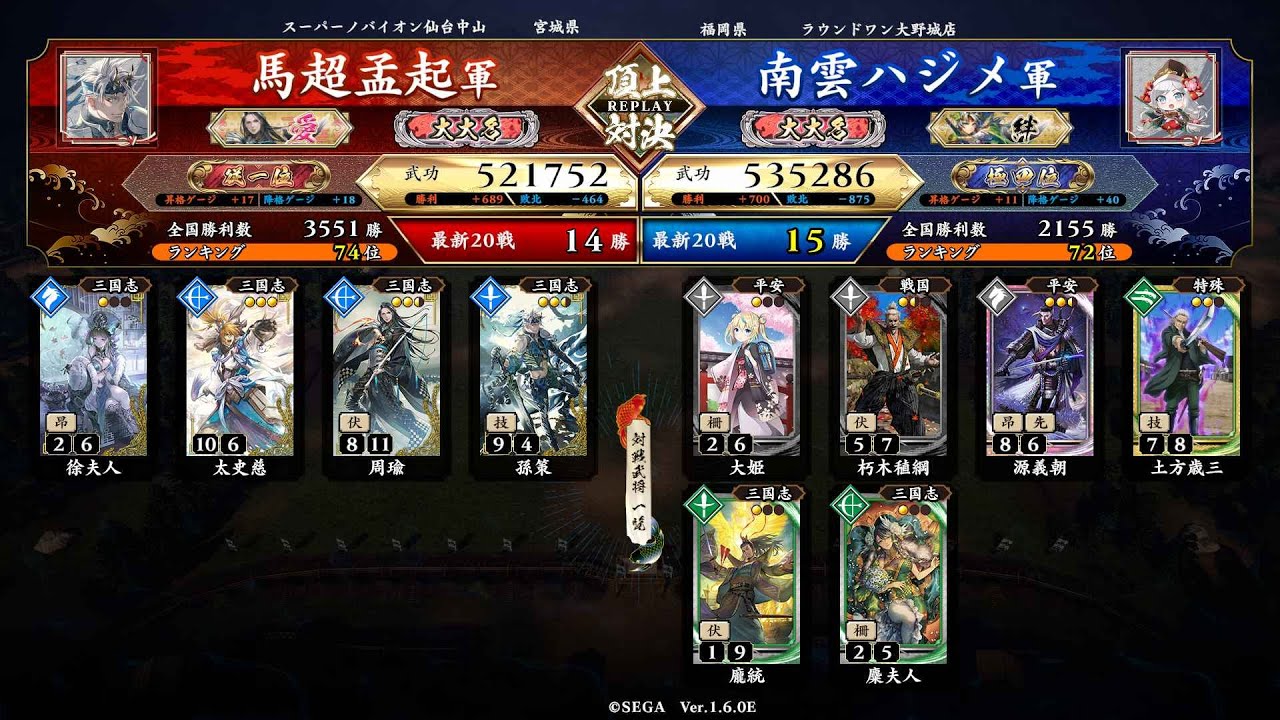 スーパーノバイオン仙台中山 宮城県
福岡県 ラウンドワン大野城店
馬超孟起軍
頂上
REPLAY
対決
南雲ハジメ軍
愛
大大名
大大名
絆
従一位
昇格ゲージ +17 降格ゲージ +18
武功 521752
勝利 +689 敗北 -464
武功 535286
勝利 +700 敗北 -875
極甲位
昇格ゲージ +11 降格ゲージ +40
全国勝利数 3551勝
ランキング 74位
最新20戦 14勝
最新20戦 15勝
全国勝利数 2155勝
ランキング 72位
三国志
昂
2 6
徐夫人
三国志
10 6
太史慈
三国志
伏
8 11
周瑜
三国志
技
9 4
孫策
対戦武将一覧
平安
柵
2 6
大姫
戦国
伏
5 7
朽木稙綱
平安
昂 先
8 6
源義朝
特殊
技
7 8
土方歳三
三国志
伏
1 9
龐統
三国志
柵
2 5
麋夫人
©SEGA Ver.1.6.0E